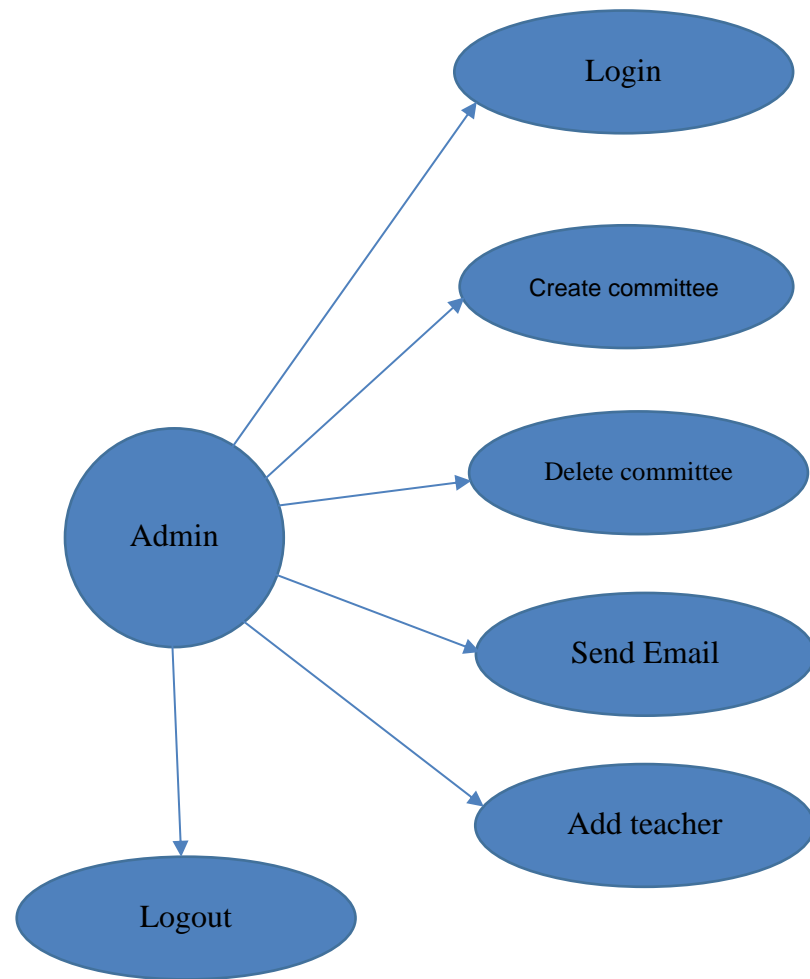 Login
Create committee
Delete committee
Admin
Send Email
Add teacher
Logout